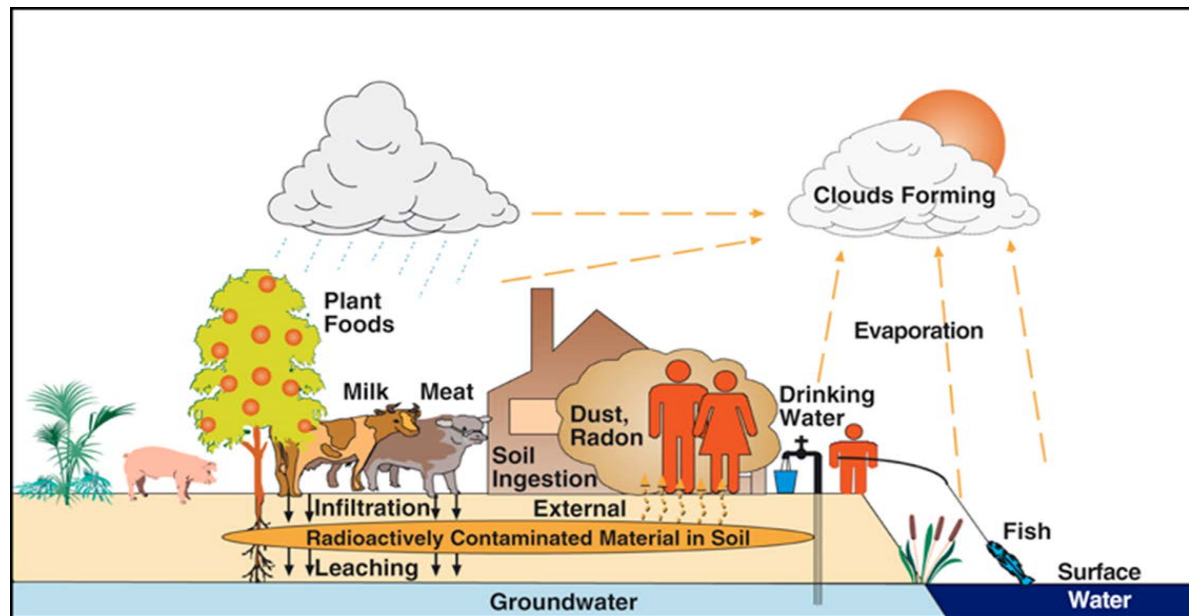 Clouds Forming
Plant
Foods
Evaporation
Milk
Meat
Drinking
Water
Dust,
Radon
Soil
Ingestion
Infiltration
External
Fish
Radioactively Contaminated Material in Soil
Leaching
Surface
Water
Groundwater